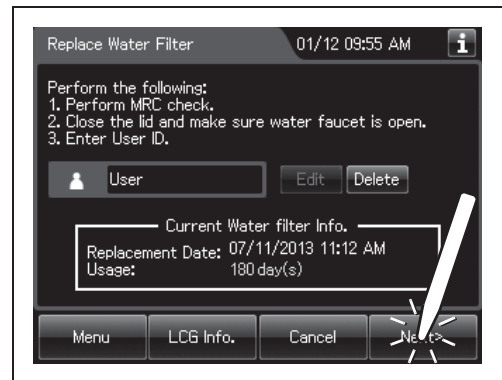 Replace Water Filter
01/12 09:55 AM
i
Perform the following:
1. Perform MRC check.
2. Close the lid and make sure water faucet is open.
3. Enter User ID.
User
Edit
Delete
Current Water filter Info.
Replacement Date: 07/11/2013 11:12 AM
Usage: 180 day(s)
Menu
LCG Info.
Cancel
Next>